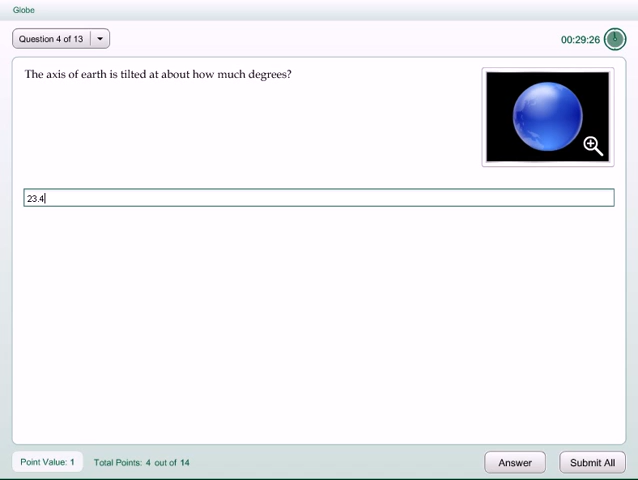 Globe
Question 4 of 13
00:29:26
The axis of earth is tilted at about how much degrees?
23.4
Point Value: 1
Total Points: 4 out of 14
Answer
Submit All